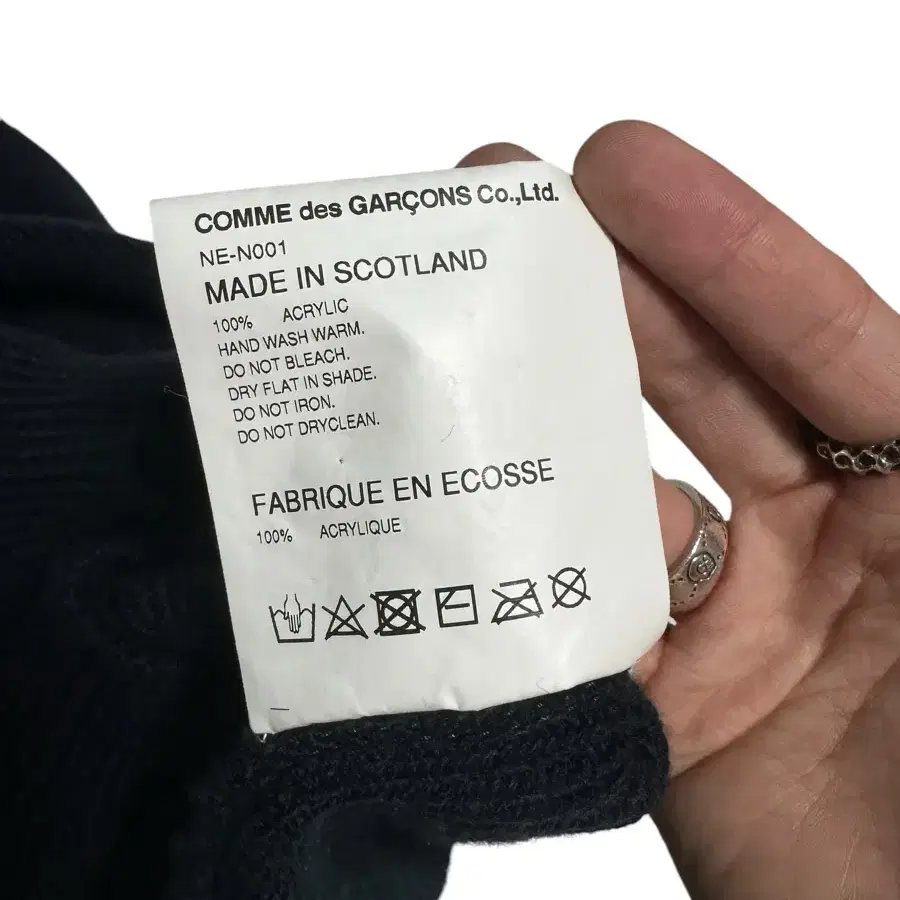 COMME des GARÇONS Co.,Ltd.
NE-N001
MADE IN SCOTLAND
100% ACRYLIC
HAND WASH WARM.
DO NOT BLEACH.
DRY FLAT IN SHADE.
DO NOT IRON.
DO NOT DRYCLEAN.
FABRIQUE EN ECOSSE
100% ACRYLIQUE